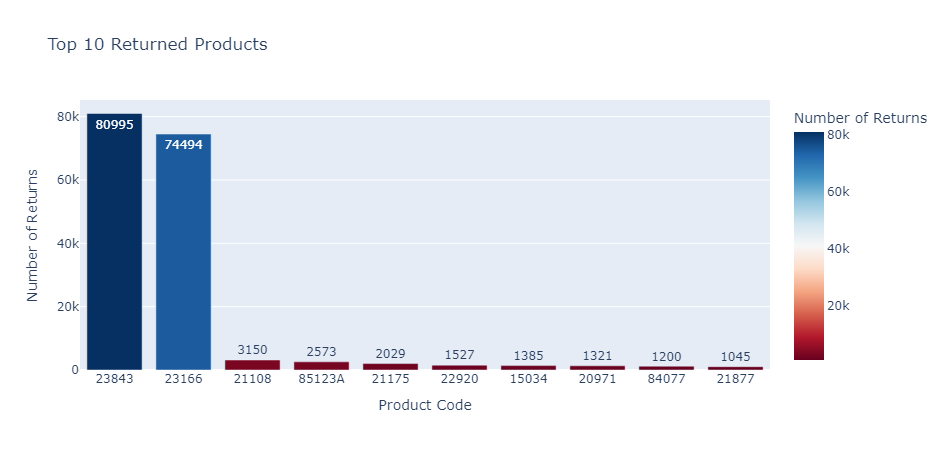 Top 10 Returned Products
Number of Returns
80k
60k
40k
20k
0
80995
74494
3150
2573
2029
1527
1385
1321
1200
1045
23843
23166
21108
85123A
21175
22920
15034
20971
84077
21877
Product Code
Number of Returns
80k
60k
40k
20k